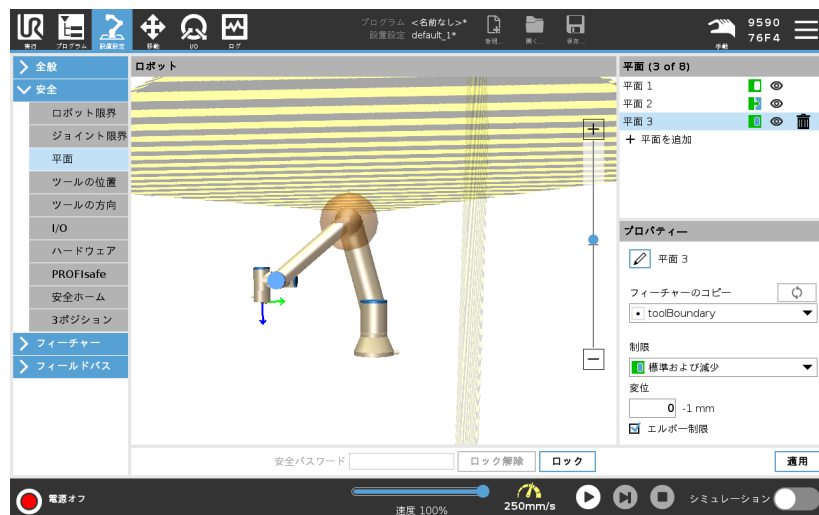 UR
実行
プログラム
設置設定
移動
I/O
ログ
プログラム <名前なし>*
設置設定 default_1*
新規...
開く...
保存...
手動
9590
76F4
全般
安全
ロボット限界
ジョイント限界
平面
ツールの位置
ツールの方向
I/O
ハードウェア
PROFIsafe
安全ホーム
3ポジション
フィーチャー
フィールドバス
ロボット
平面 (3 of 8)
平面 1
平面 2
平面 3
+ 平面を追加
プロパティー
平面 3
フィーチャーのコピー
toolBoundary
制限
標準および減少
変位
0 -1 mm
エルボー制限
安全パスワード
ロック解除
ロック
適用
電源オフ
速度 100%
250mm/s
シミュレーション